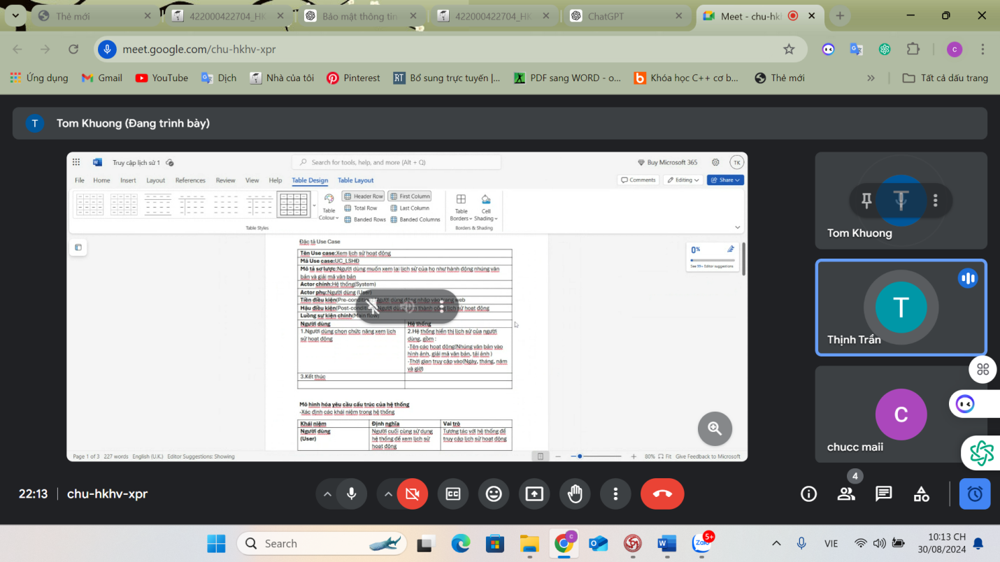 Thẻ mới
422000422704_HK
Bảo mật thông tin
422000422704_HK
ChatGPT
Meet - chu-hkh
meet.google.com/chu-hkhv-xpr
C
Ứng dụng
Gmail
YouTube
Dịch
Nhà của tôi
Pinterest
RT
Bổ sung trực tuyến |...
PDF sang WORD - o...
Khóa học C++ cơ b...
Thẻ mới
Tất cả dấu trang
T
Tom Khuong (Đang trình bày)
Truy cập lịch sử 1
Search for tools, help, and more (Alt + Q)
Buy Microsoft 365
TK
File Home Insert Layout References Review View Help Table Design Table Layout
Comments
Editing
Share
Header Row
First Column
Total Row
Last Column
Banded Rows
Banded Columns
Table Colour
Table Borders
Cell Shading
Table Styles
Borders & Shading
Đặc tả Use Case
Tên Use case:Xem lịch sử hoạt động
Mã Use case:UC_LSHĐ
Mô tả sơ lược:Người dùng muốn xem lại lịch sử của họ như hành động nhúng văn
bản và giải mã văn bản
Actor chính:Hệ thống(System)
Actor phụ:Người dùng (User)
Tiền điều kiện(Pre-condition):Người dùng đăng nhập vào trang web
Hậu điều kiện(Post-condition):Người dùng xem thành công lịch sử hoạt động
Luồng sự kiện chính(Main flow)
Người dùng
Hệ thống
1.Người dùng chọn chức năng xem lịch
sử hoạt động
2.Hệ thống hiển thị lịch sử của người
dùng, gồm :
-Tên các hoạt động(Nhúng văn bản vào
hình ảnh, giải mã văn bản, tải ảnh )
-Thời gian truy cập vào(Ngày, tháng, năm
và giờ)
3.Kết thúc
Mô hình hóa yêu cầu cấu trúc của hệ thống
-Xác định các khái niệm trong hệ thống
Khái niệm
Định nghĩa
Vai trò
Người dùng
(User)
Người cuối cùng sử dụng
hệ thống để xem lịch sử
hoạt động
Tương tác với hệ thống để
truy cập lịch sử hoạt động
0%
See 99+ Editor suggestions
Page 1 of 3 227 words English (U.K.) Editor Suggestions: Showing
80% Fit Give Feedback to Microsoft
T
Tom Khuong
T
Thịnh Trần
C
chucc maii
22:13
chu-hkhv-xpr
4
Search
C
5+
Zalo
VIE
10:13 CH
30/08/2024